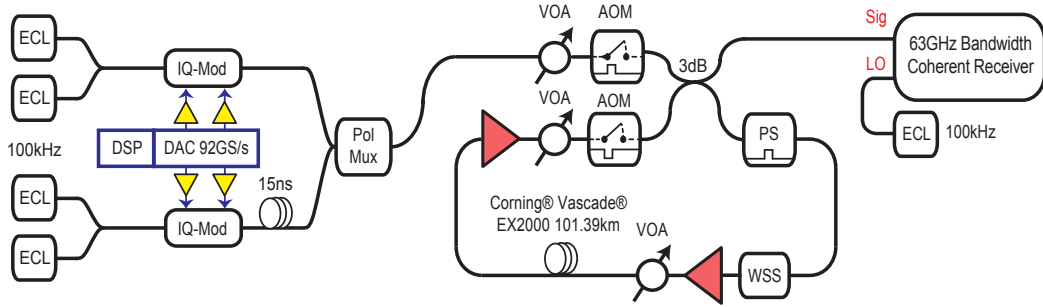 ECL
ECL
100kHz
ECL
ECL
IQ-Mod
DSP
DAC 92GS/s
IQ-Mod
15ns
Pol
Mux
VOA
AOM
VOA
AOM
3dB
PS
Corning® Vascade®
EX2000 101.39km
VOA
WSS
Sig
LO
63GHz Bandwidth
Coherent Receiver
ECL
100kHz